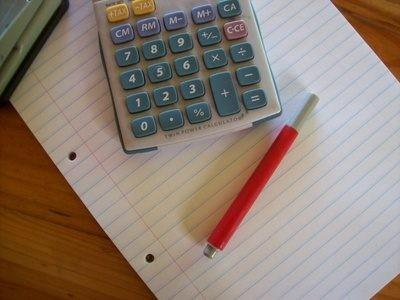 +TAX -TAX
CM RM M- M+ CA
7 8 9 +/- C·CE
4 5 6 × ÷
1 2 3 + −
0 · % =
TWIN POWER CALCULATOR